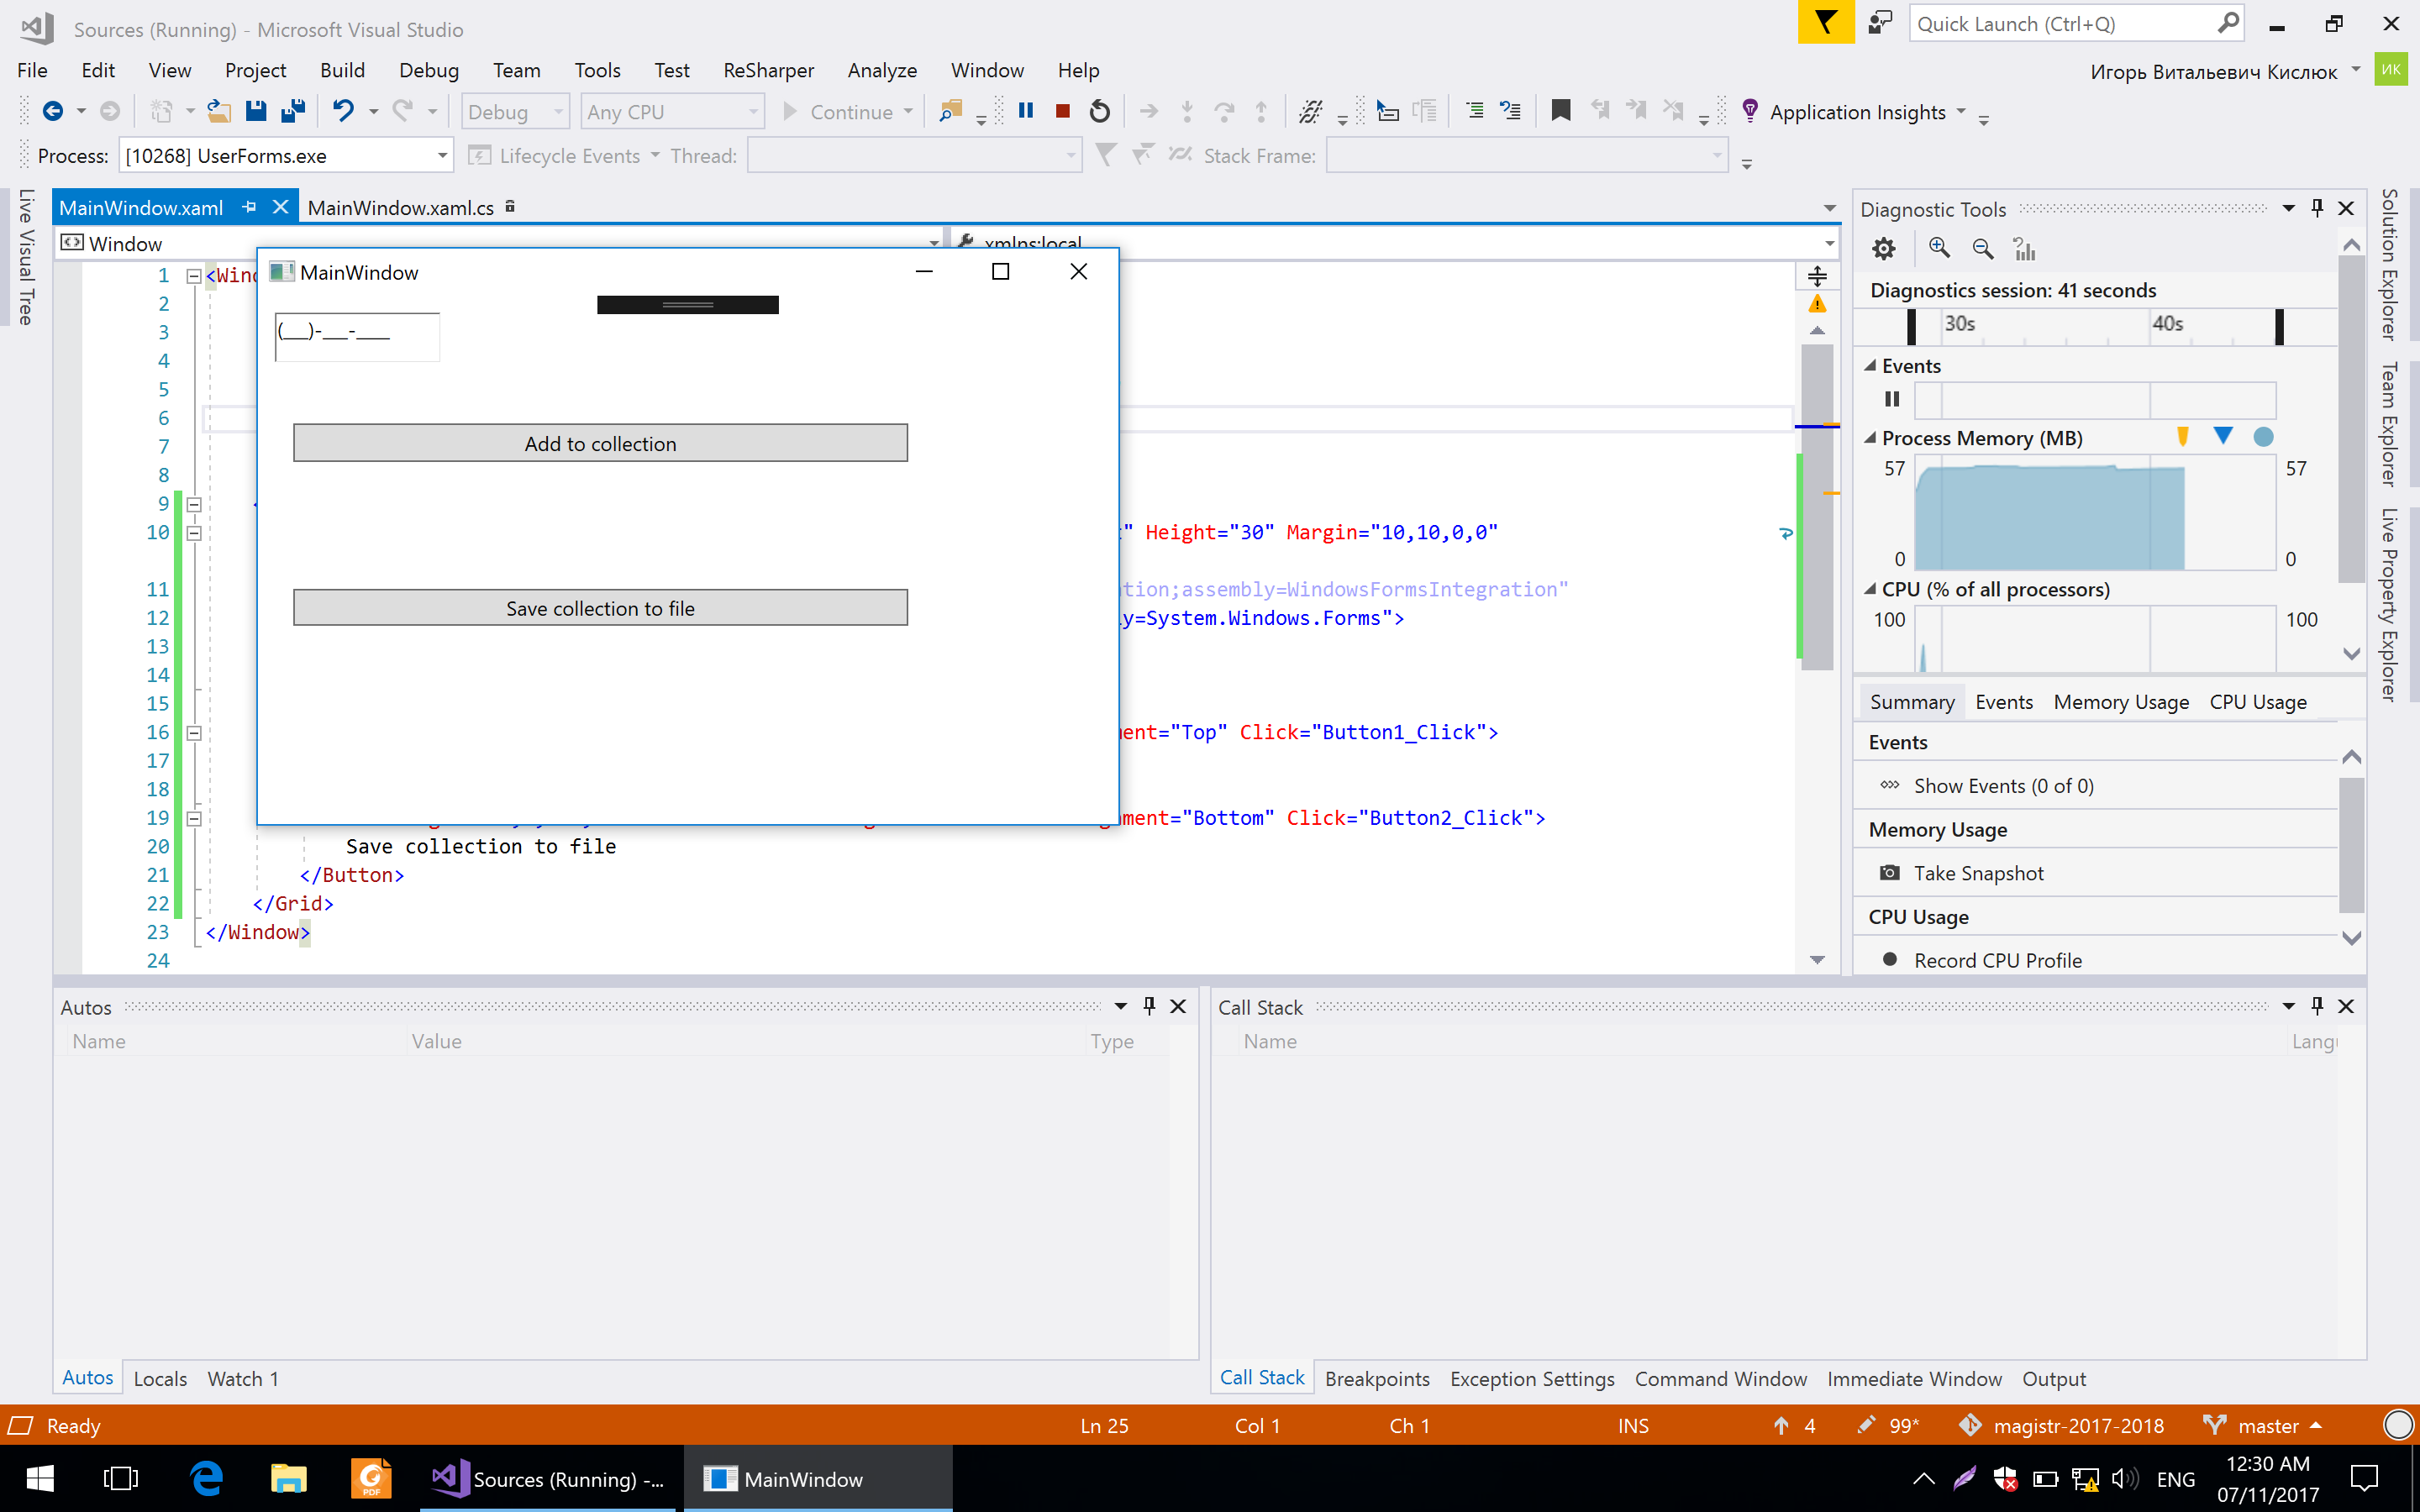 Sources (Running) - Microsoft Visual Studio
Quick Launch (Ctrl+Q)
File Edit View Project Build Debug Team Tools Test ReSharper Analyze Window Help
Игорь Витальевич Кислюк ИК
Debug Any CPU Continue Application Insights
Process: [10268] UserForms.exe Lifecycle Events Thread: Stack Frame:
Live Visual Tree
MainWindow.xaml MainWindow.xaml.cs
Window xmlns:local
MainWindow
(___)-___-____
Add to collection
Save collection to file
1 <Wind
2
3
4
5
6
7
8
9
10 " Height="30" Margin="10,10,0,0"
11 ation;assembly=WindowsFormsIntegration"
12 y=System.Windows.Forms">
13
14
15
16 ment="Top" Click="Button1_Click">
17
18
19 nment="Bottom" Click="Button2_Click">
20 Save collection to file
21 </Button>
22 </Grid>
23 </Window>
24
Diagnostic Tools
Diagnostics session: 41 seconds
30s 40s
Events
Process Memory (MB)
57 57
0 0
CPU (% of all processors)
100 100
Summary Events Memory Usage CPU Usage
Events
Show Events (0 of 0)
Memory Usage
Take Snapshot
CPU Usage
Record CPU Profile
Solution Explorer
Team Explorer
Live Property Explorer
Autos
Name Value Type
Autos Locals Watch 1
Call Stack
Name Langu
Call Stack Breakpoints Exception Settings Command Window Immediate Window Output
Ready Ln 25 Col 1 Ch 1 INS 4 99* magistr-2017-2018 master
PDF
Sources (Running) -... MainWindow
ENG 12:30 AM
07/11/2017